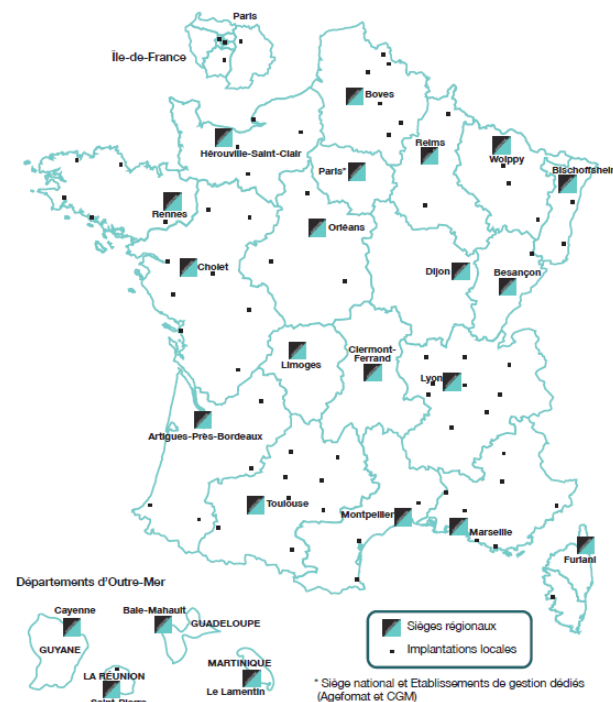 Paris
Île-de-France
Boves
Hérouville-Saint-Clair
Reims
Woippy
Paris*
Bischoffsheim
Rennes
Orléans
Cholet
Dijon
Besançon
Limoges
Clermont-
Ferrand
Lyon
Artigues-Près-Bordeaux
Toulouse
Montpellier
Marseille
Furiani
Départements d'Outre-Mer
Cayenne
Baie-Mahault
GUADELOUPE
GUYANE
MARTINIQUE
LA RÉUNION
Le Lamentin
Saint-Pierre
Sièges régionaux
Implantations locales
* Siège national et Etablissements de gestion dédiés
(Agefomat et CGM)